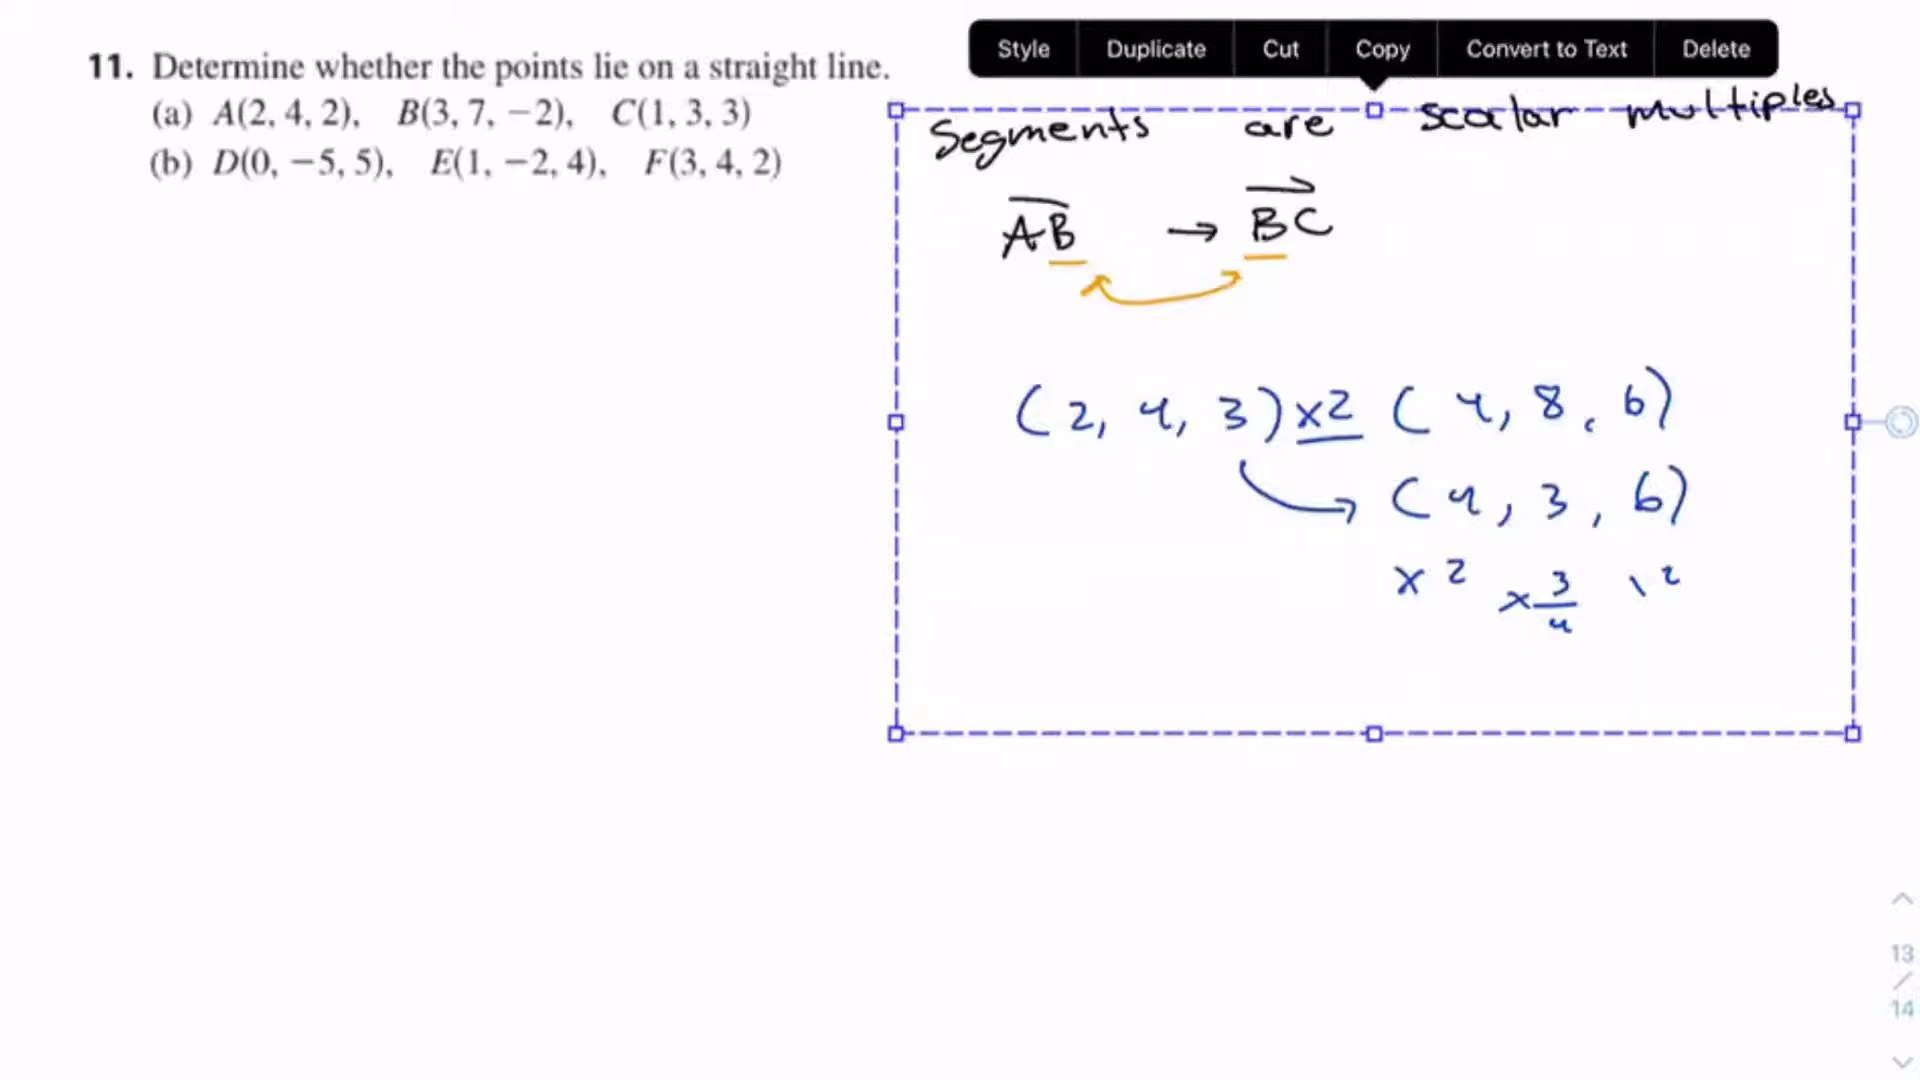 Style Duplicate Cut Copy Convert to Text Delete
11. Determine whether the points lie on a straight line.
(a) A(2, 4, 2), B(3, 7, −2), C(1, 3, 3)
(b) D(0, −5, 5), E(1, −2, 4), F(3, 4, 2)
Segments are scalar multiples
AB → BC
(2, 4, 3) x2 (4, 8, 6)
(4, 3, 6)
x 2 x 3/4
13
/
14